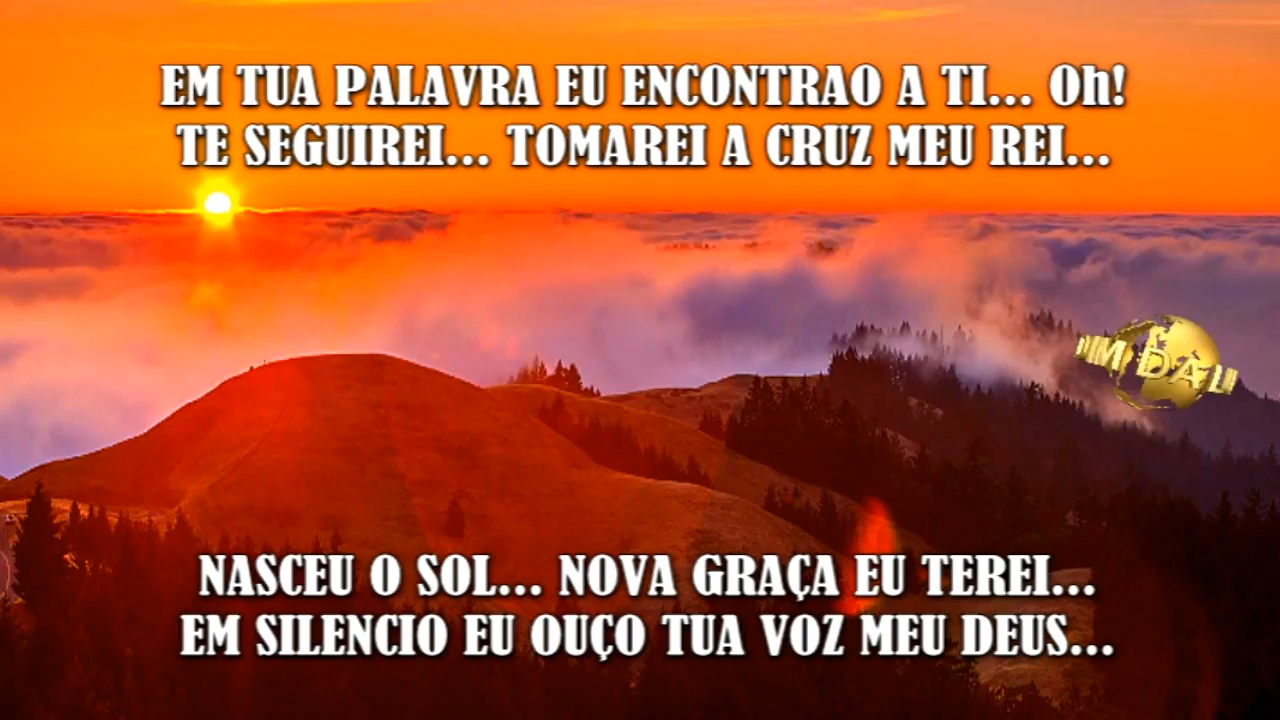 EM TUA PALAVRA EU ENCONTRAO A TI... Oh!
TE SEGUIREI... TOMAREI A CRUZ MEU REI...
NASCEU O SOL... NOVA GRAÇA EU TEREI...
EM SILENCIO EU OUÇO TUA VOZ MEU DEUS...